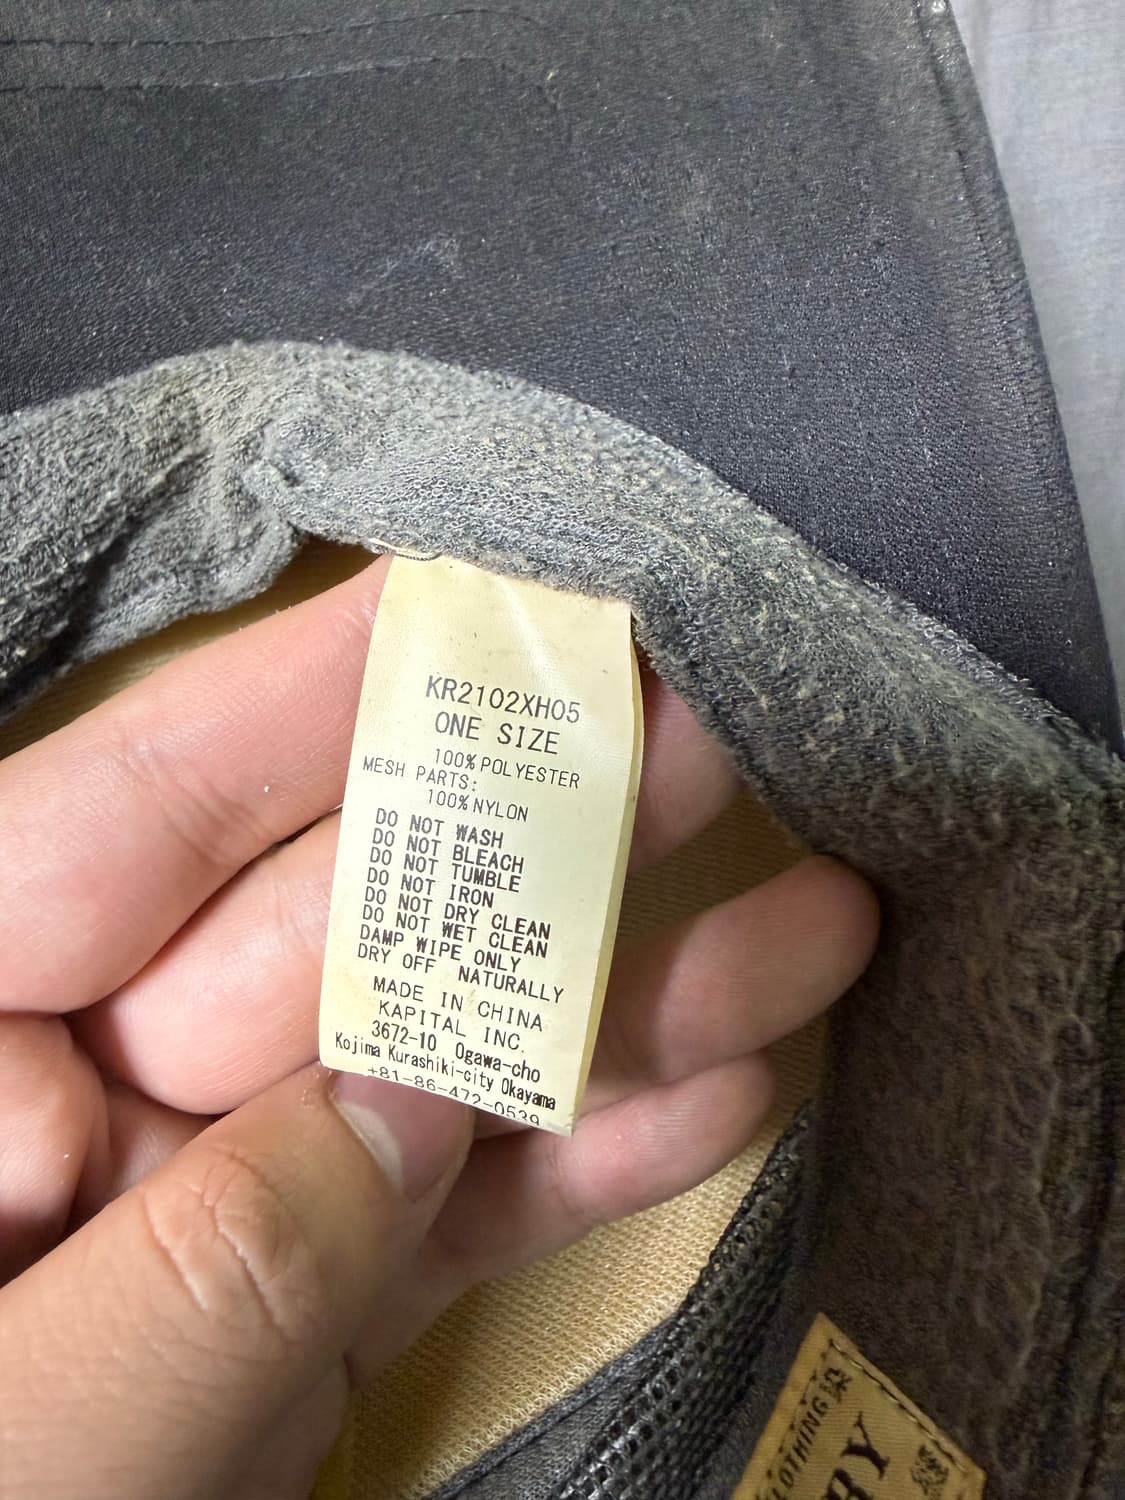 KR2102XH05
ONE SIZE
100% POLYESTER
MESH PARTS:
100% NYLON
DO NOT WASH
DO NOT BLEACH
DO NOT TUMBLE
DO NOT IRON
DO NOT DRY CLEAN
DO NOT WET CLEAN
DAMP WIPE ONLY
DRY OFF NATURALLY
MADE IN CHINA
KAPITAL INC.
3672-10 Ogawa-cho
Kojima Kurashiki-city Okayama
+81-86-472-0539